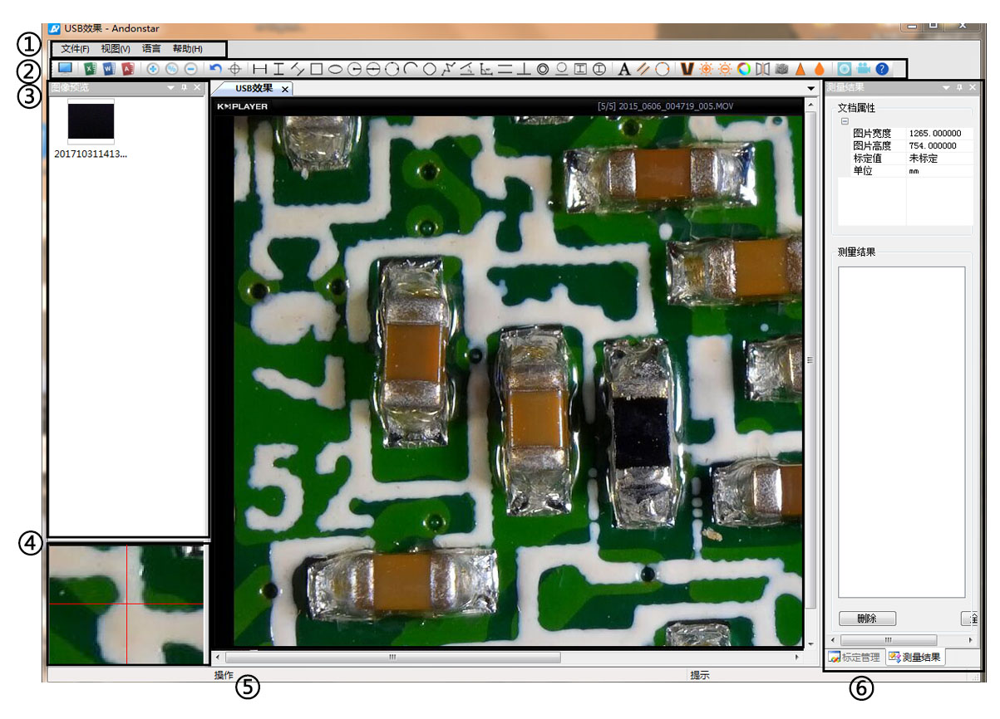 USB效果 - Andonstar
①
文件(F) 视图(V) 语言 帮助(H)
②
③
图像预览
USB效果
测量结果
KMPLAYER
[5/5] 2015_0606_004719_005.MOV
201710311413...
文档属性
图片宽度 1265.000000
图片高度 754.000000
标定值 未标定
单位 mm
测量结果
52
④
删除
全
标定管理 测量结果
操作
提示
⑤
⑥